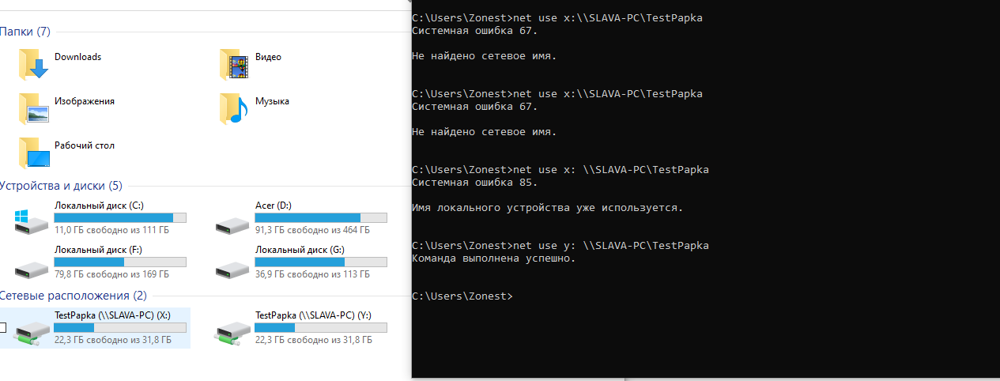 Папки (7)
Downloads
Видео
Изображения
Музыка
Рабочий стол
Устройства и диски (5)
Локальный диск (C:)
11,0 ГБ свободно из 111 ГБ
Acer (D:)
91,3 ГБ свободно из 464 ГБ
Локальный диск (F:)
79,8 ГБ свободно из 169 ГБ
Локальный диск (G:)
36,9 ГБ свободно из 113 ГБ
Сетевые расположения (2)
TestPapka (\\SLAVA-PC) (X:)
22,3 ГБ свободно из 31,8 ГБ
TestPapka (\\SLAVA-PC) (Y:)
22,3 ГБ свободно из 31,8 ГБ
C:\Users\Zonest>net use x:\\SLAVA-PC\TestPapka
Системная ошибка 67.
Не найдено сетевое имя.
C:\Users\Zonest>net use x:\\SLAVA-PC\TestPapka
Системная ошибка 67.
Не найдено сетевое имя.
C:\Users\Zonest>net use x: \\SLAVA-PC\TestPapka
Системная ошибка 85.
Имя локального устройства уже используется.
C:\Users\Zonest>net use y: \\SLAVA-PC\TestPapka
Команда выполнена успешно.
C:\Users\Zonest>